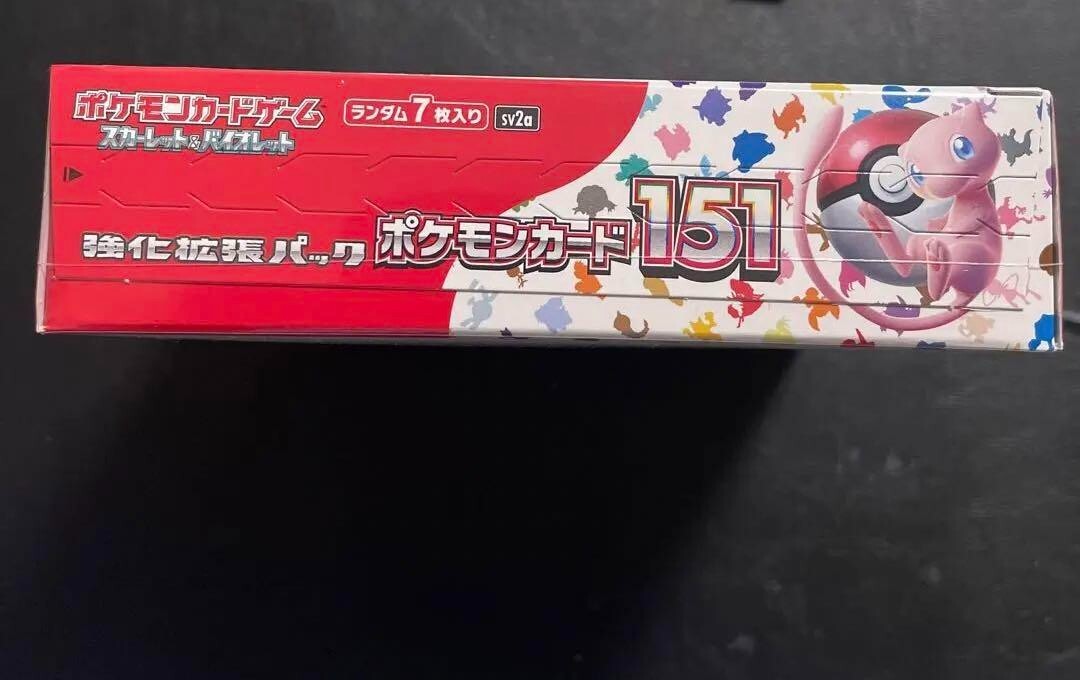 ポケモンカードゲーム
スカーレット&バイオレット
ランダム7枚入り
sv2a
強化拡張パック
ポケモンカード151